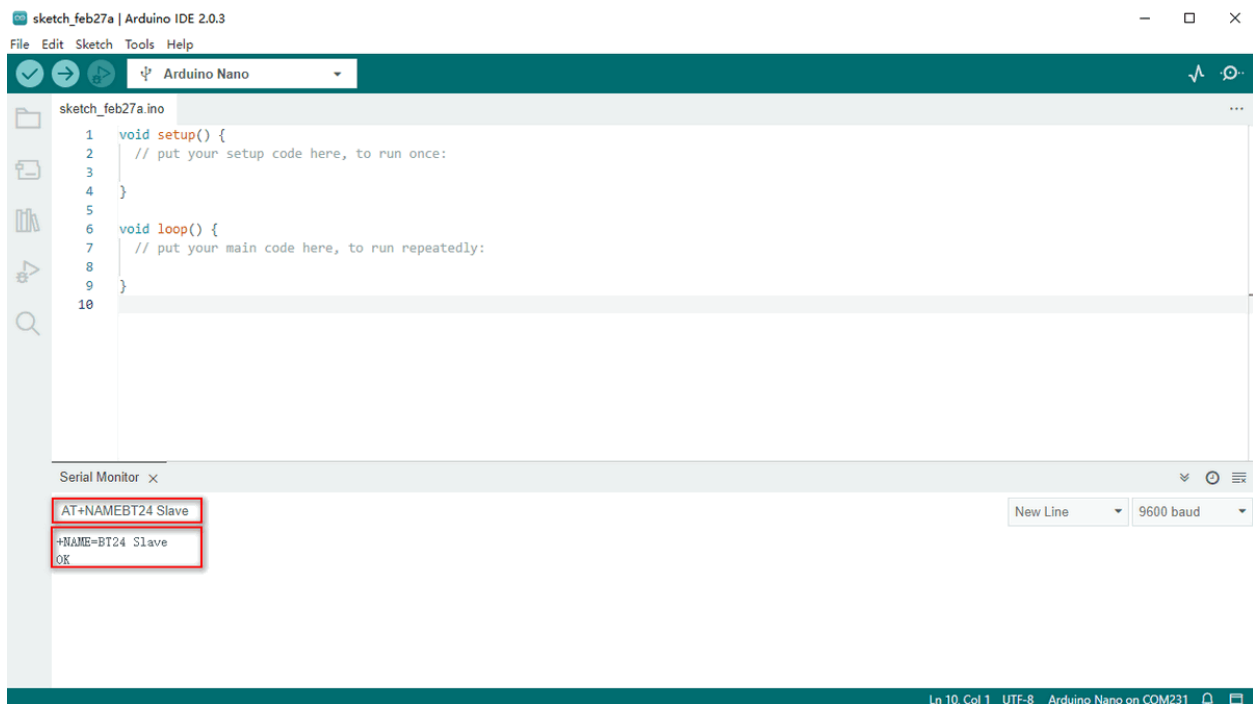 sketch_feb27a | Arduino IDE 2.0.3
File Edit Sketch Tools Help
Arduino Nano
sketch_feb27a.ino
1 void setup() {
2 // put your setup code here, to run once:
3
4 }
5
6 void loop() {
7 // put your main code here, to run repeatedly:
8
9 }
10
Serial Monitor
AT+NAMEBT24 Slave
New Line 9600 baud
+NAME=BT24 Slave
OK
Ln 10, Col 1 UTF-8 Arduino Nano on COM231